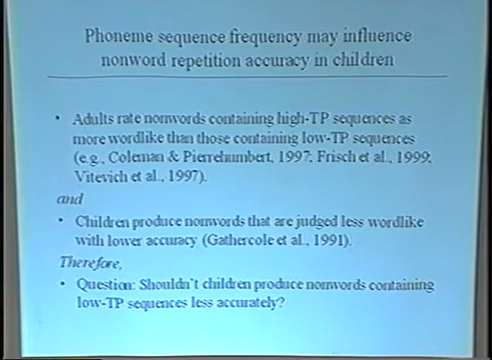 Phoneme sequence frequency may influence
nonword repetition accuracy in children
• Adults rate nonwords containing high-TP sequences as
more wordlike than those containing low-TP sequences
(e.g., Coleman & Pierrehumbert, 1997; Frisch et al., 1999;
Vitevich et al., 1997).
and
• Children produce nonwords that are judged less wordlike
with lower accuracy (Gathercole et al., 1991).
Therefore,
• Question: Shouldn't children produce nonwords containing
low-TP sequences less accurately?